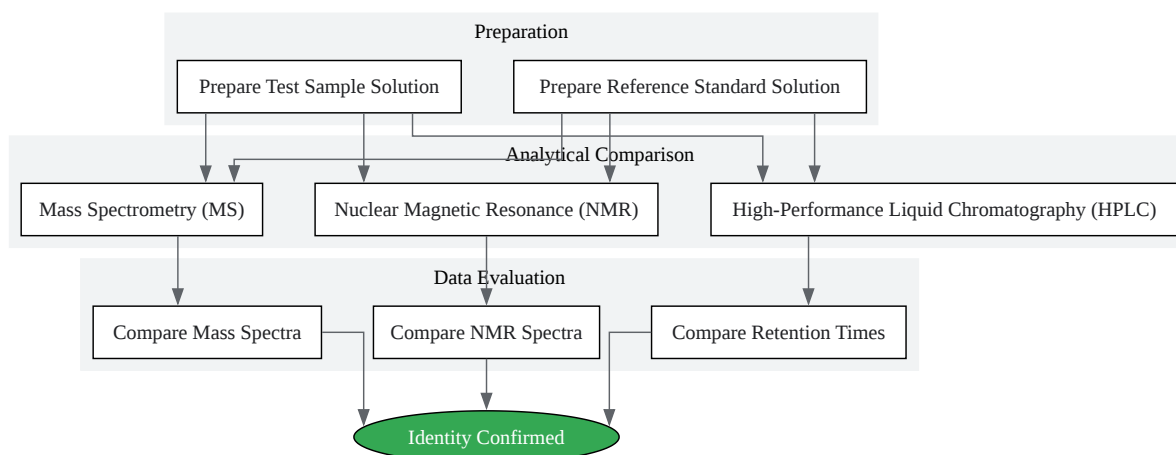 Preparation
Prepare Test Sample Solution
Prepare Reference Standard Solution
Analytical Comparison
Mass Spectrometry (MS)
Nuclear Magnetic Resonance (NMR)
High-Performance Liquid Chromatography (HPLC)
Data Evaluation
Compare Mass Spectra
Compare NMR Spectra
Compare Retention Times
Identity Confirmed